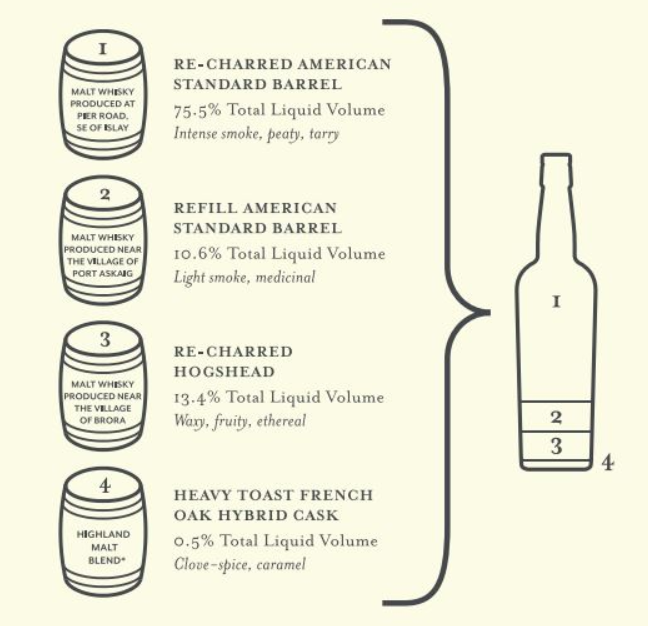 1
MALT WHISKY
PRODUCED AT
PIER ROAD,
SE OF ISLAY
RE-CHARRED AMERICAN
STANDARD BARREL
75.5% Total Liquid Volume
Intense smoke, peaty, tarry
2
MALT WHISKY
PRODUCED NEAR
THE VILLAGE OF
PORT ASKAIG
REFILL AMERICAN
STANDARD BARREL
10.6% Total Liquid Volume
Light smoke, medicinal
3
MALT WHISKY
PRODUCED NEAR
THE VILLAGE
OF BRORA
RE-CHARRED
HOGSHEAD
13.4% Total Liquid Volume
Waxy, fruity, ethereal
4
HIGHLAND
MALT
BLEND*
HEAVY TOAST FRENCH
OAK HYBRID CASK
0.5% Total Liquid Volume
Clove-spice, caramel
1
2
3
4